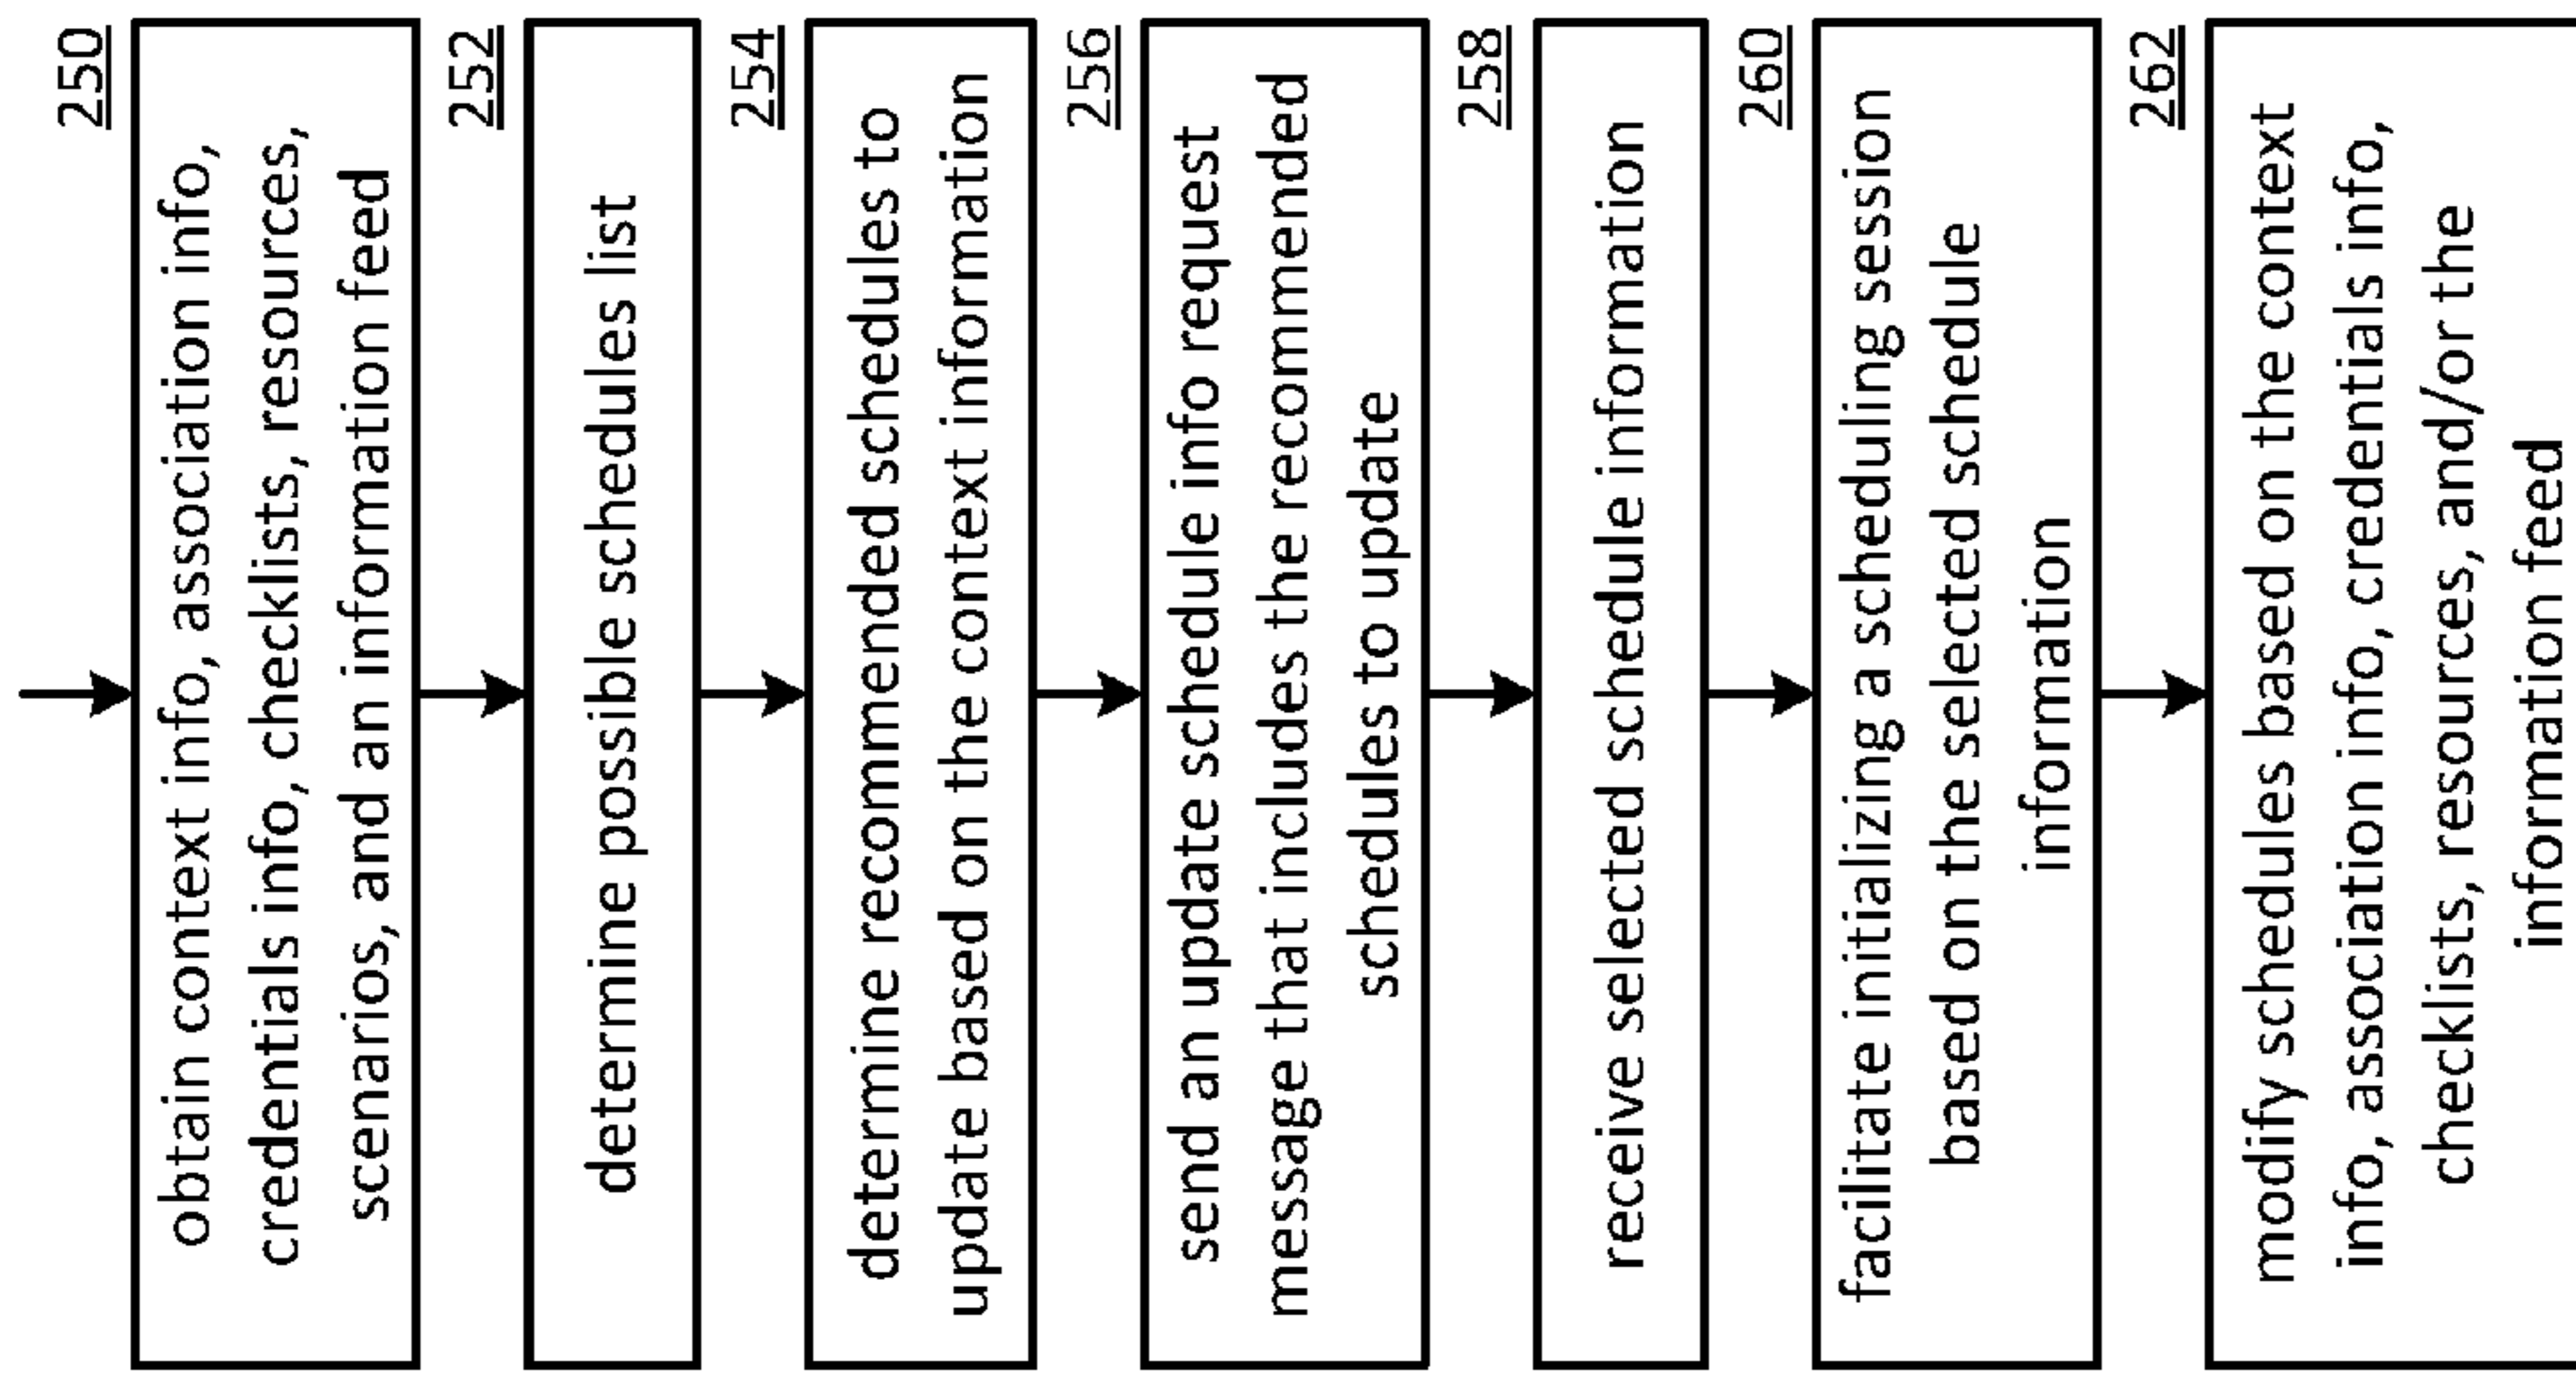 250
obtain context info, association info,
credentials info, checklists, resources,
scenarios, and an information feed
252
determine possible schedules list
254
determine recommended schedules to
update based on the context information
256
send an update schedule info request
message that includes the recommended
schedules to update
258
receive selected schedule information
260
facilitate initializing a scheduling session
based on the selected schedule
information
262
modify schedules based on the context
info, association info, credentials info,
checklists, resources, and/or the
information feed